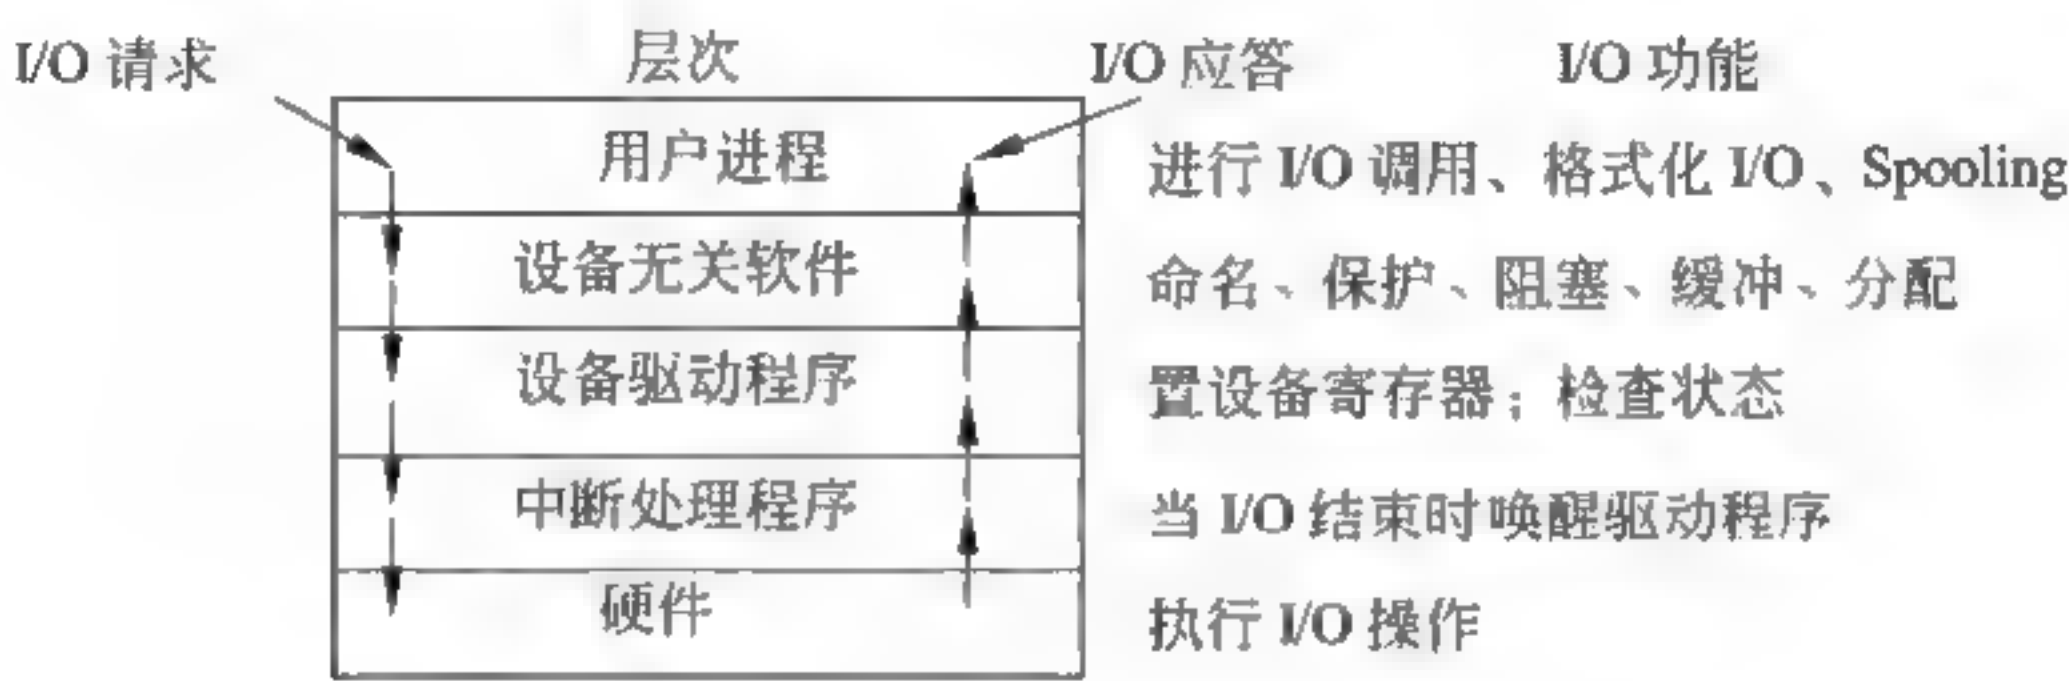 I/O 请求 层次 I/O 应答 I/O 功能
用户进程 进行 I/O 调用、格式化 I/O、Spooling
设备无关软件 命名、保护、阻塞、缓冲、分配
设备驱动程序 置设备寄存器；检查状态
中断处理程序 当 I/O 结束时唤醒驱动程序
硬件 执行 I/O 操作